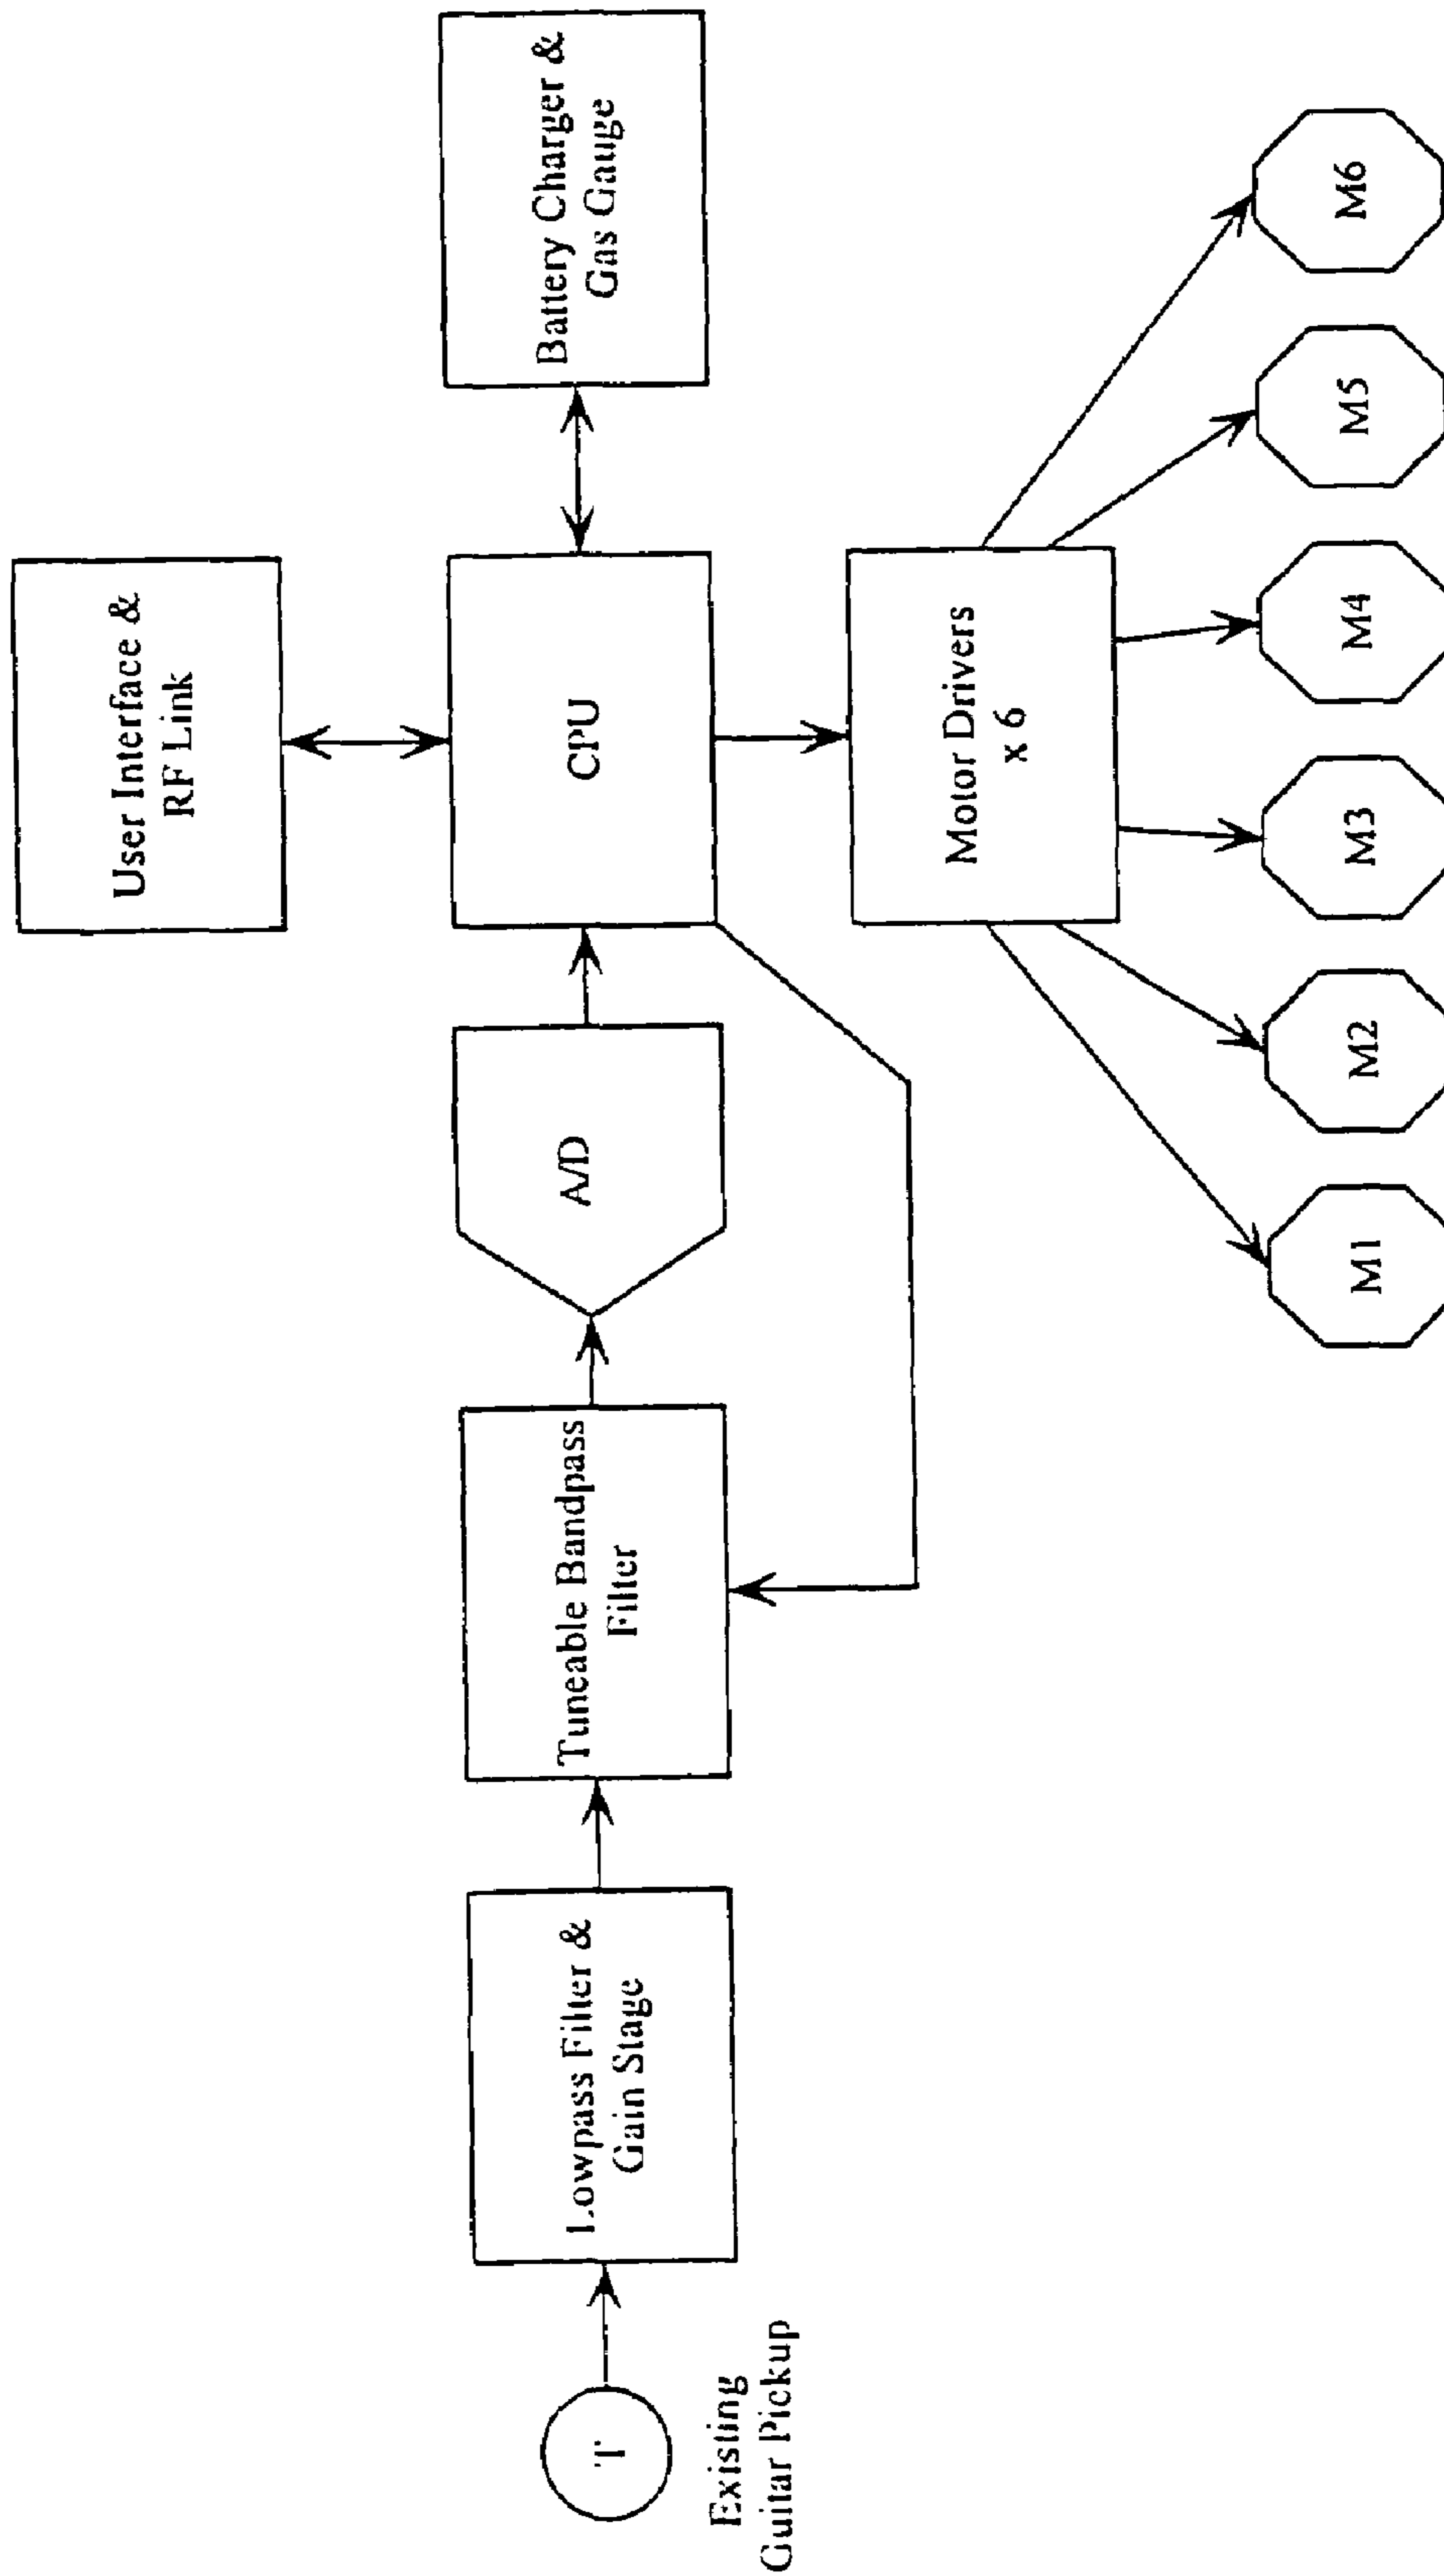 User Interface &
RF Link
T
Existing
Guitar Pickup
Lowpass Filter &
Gain Stage
Tuneable Bandpass
Filter
A/D
CPU
Battery Charger &
Gas Gauge
Motor Drivers
x 6
M1
M2
M3
M4
M5
M6